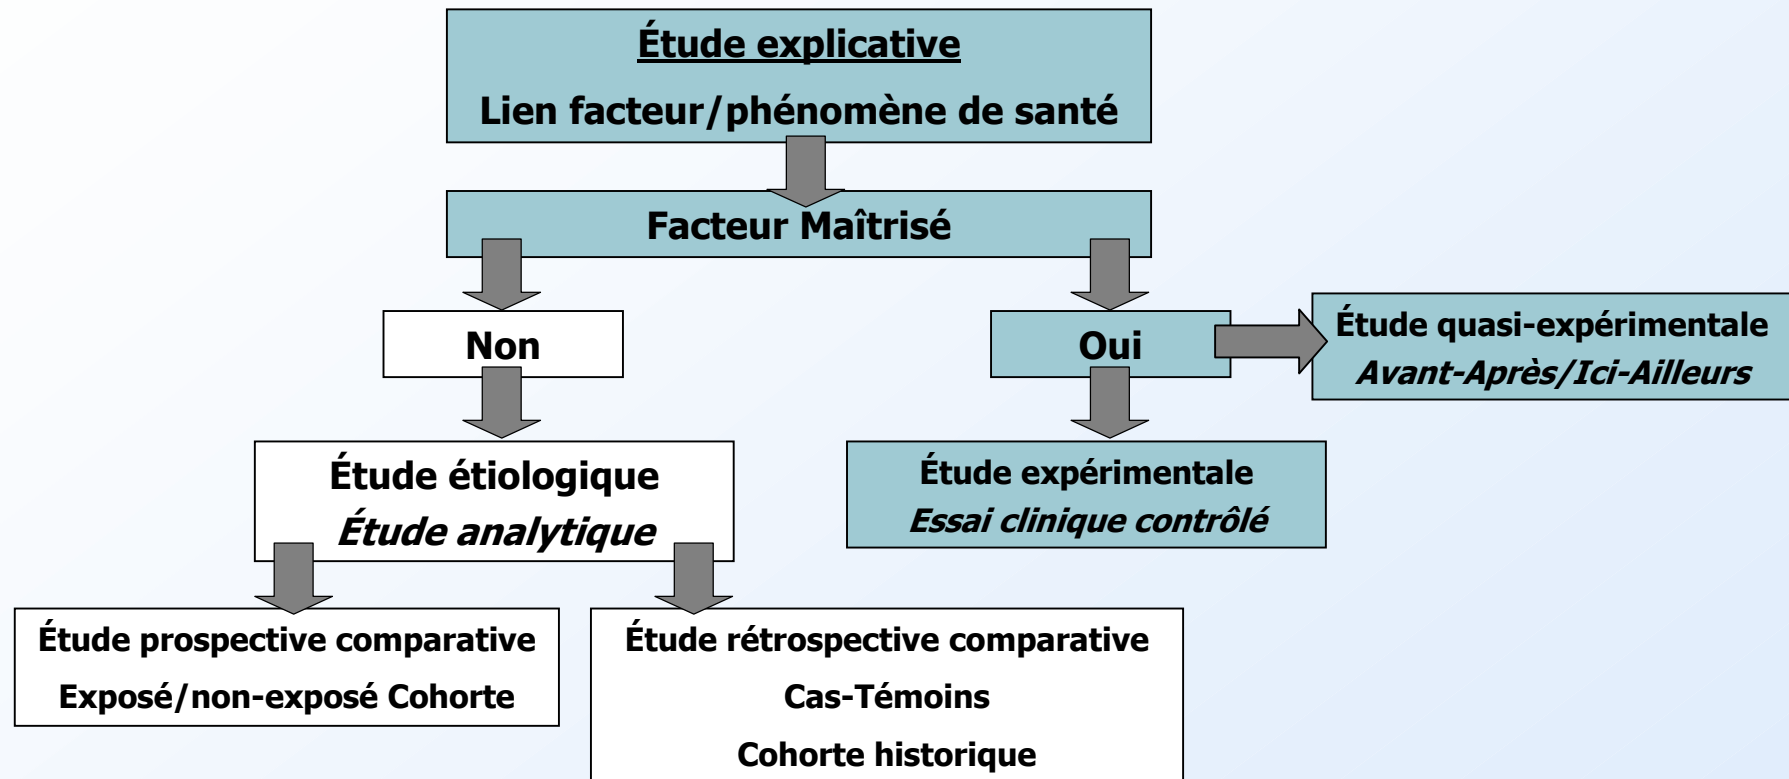 Étude explicative
Lien facteur/phénomène de santé
Facteur Maîtrisé
Non
Oui
Étude quasi-expérimentale
Avant-Après/Ici-Ailleurs
Étude étiologique
Étude analytique
Étude expérimentale
Essai clinique contrôlé
Étude prospective comparative
Exposé/non-exposé Cohorte
Étude rétrospective comparative
Cas-Témoins
Cohorte historique